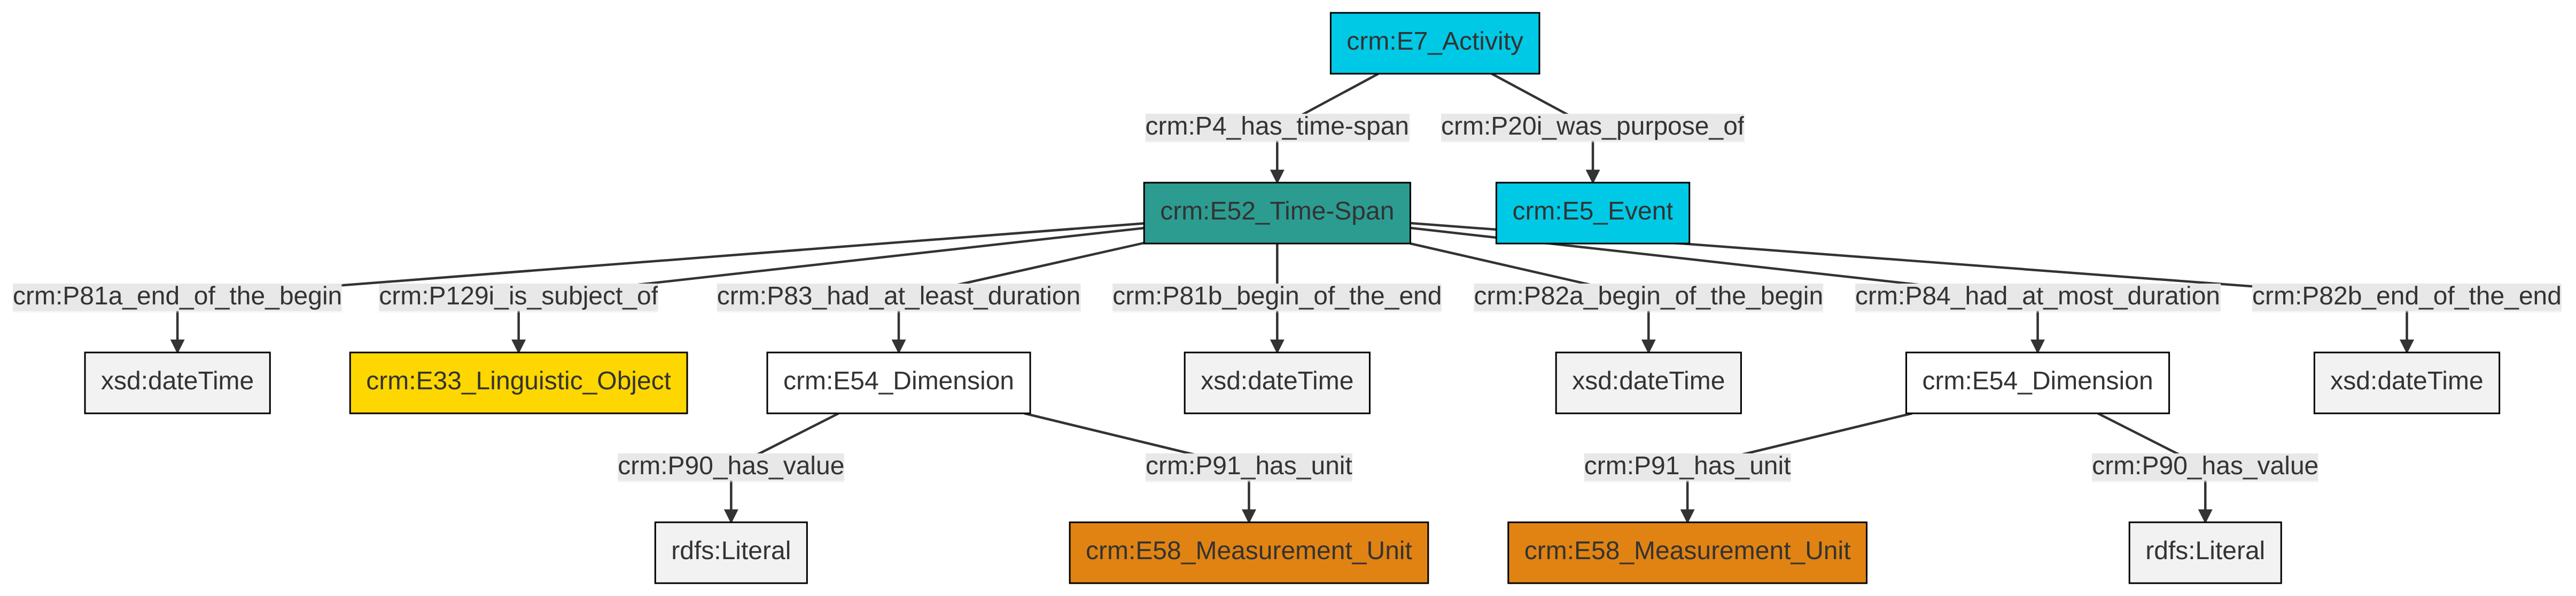 crm:E7_Activity
crm:P4_has_time-span
crm:P20i_was_purpose_of
crm:E52_Time-Span
crm:E5_Event
crm:P81a_end_of_the_begin
crm:P129i_is_subject_of
crm:P83_had_at_least_duration
crm:P81b_begin_of_the_end
crm:P82a_begin_of_the_begin
crm:P84_had_at_most_duration
crm:P82b_end_of_the_end
xsd:dateTime
crm:E33_Linguistic_Object
crm:E54_Dimension
xsd:dateTime
xsd:dateTime
crm:E54_Dimension
xsd:dateTime
crm:P90_has_value
crm:P91_has_unit
crm:P91_has_unit
crm:P90_has_value
rdfs:Literal
crm:E58_Measurement_Unit
crm:E58_Measurement_Unit
rdfs:Literal